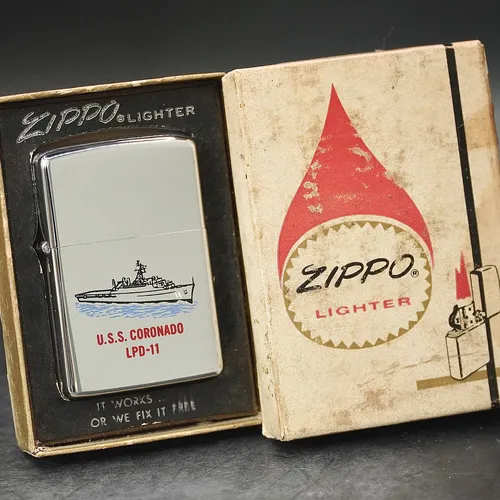 ZIPPO® LIGHTER
U.S.S. CORONADO
LPD-11
IT WORKS...
OR WE FIX IT FREE
ZIPPO®
LIGHTER